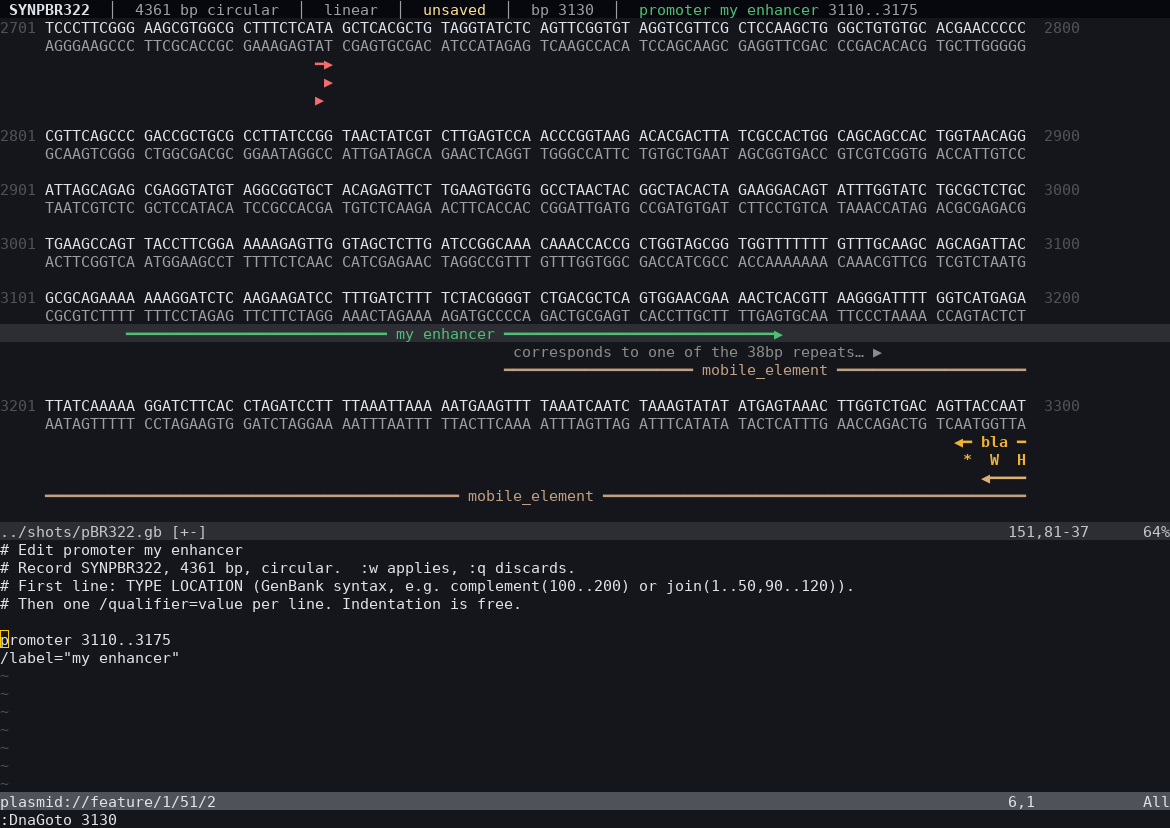 SYNPBR322 │ 4361 bp circular │ linear │ unsaved │ bp 3130 │ promoter my enhancer 3110..3175
2701 TCCCTTCGGG AAGCGTGGCG CTTTCTCATA GCTCACGCTG TAGGTATCTC AGTTCGGTGT AGGTCGTTCG CTCCAAGCTG GGCTGTGTGC ACGAACCCCC 2800
AGGGAAGCCC TTCGCACCGC GAAAGAGTAT CGAGTGCGAC ATCCATAGAG TCAAGCCACA TCCAGCAAGC GAGGTTCGAC CCGACACACG TGCTTGGGGG
2801 CGTTCAGCCC GACCGCTGCG CCTTATCCGG TAACTATCGT CTTGAGTCCA ACCCGGTAAG ACACGACTTA TCGCCACTGG CAGCAGCCAC TGGTAACAGG 2900
GCAAGTCGGG CTGGCGACGC GGAATAGGCC ATTGATAGCA GAACTCAGGT TGGGCCATTC TGTGCTGAAT AGCGGTGACC GTCGTCGGTG ACCATTGTCC
2901 ATTAGCAGAG CGAGGTATGT AGGCGGTGCT ACAGAGTTCT TGAAGTGGTG GCCTAACTAC GGCTACACTA GAAGGACAGT ATTTGGTATC TGCGCTCTGC 3000
TAATCGTCTC GCTCCATACA TCCGCCACGA TGTCTCAAGA ACTTCACCAC CGGATTGATG CCGATGTGAT CTTCCTGTCA TAAACCATAG ACGCGAGACG
3001 TGAAGCCAGT TACCTTCGGA AAAAGAGTTG GTAGCTCTTG ATCCGGCAAA CAAACCACCG CTGGTAGCGG TGGTTTTTTT GTTTGCAAGC AGCAGATTAC 3100
ACTTCGGTCA ATGGAAGCCT TTTTCTCAAC CATCGAGAAC TAGGCCGTTT GTTTGGTGGC GACCATCGCC ACCAAAAAAA CAAACGTTCG TCGTCTAATG
3101 GCGCAGAAAA AAAGGATCTC AAGAAGATCC TTTGATCTTT TCTACGGGGT CTGACGCTCA GTGGAACGAA AACTCACGTT AAGGGATTTT GGTCATGAGA 3200
CGCGTCTTTT TTTCCTAGAG TTCTTCTAGG AAACTAGAAA AGATGCCCCA GACTGCGAGT CACCTTGCTT TTGAGTGCAA TTCCCTAAAA CCAGTACTCT
my enhancer
corresponds to one of the 38bp repeats… ▶
mobile_element
3201 TTATCAAAAA GGATCTTCAC CTAGATCCTT TTAAATTAAA AATGAAGTTT TAAATCAATC TAAAGTATAT ATGAGTAAAC TTGGTCTGAC AGTTACCAAT 3300
AATAGTTTTT CCTAGAAGTG GATCTAGGAA AATTTAATTT TTACTTCAAA ATTTAGTTAG ATTTCATATA TACTCATTTG AACCAGACTG TCAATGGTTA
bla
* W H
mobile_element
../shots/pBR322.gb [+-] 151,81-37 64%
# Edit promoter my enhancer
# Record SYNPBR322, 4361 bp, circular.  :w applies, :q discards.
# First line: TYPE LOCATION (GenBank syntax, e.g. complement(100..200) or join(1..50,90..120)).
# Then one /qualifier=value per line. Indentation is free.
promoter 3110..3175
/label="my enhancer"
~
~
~
~
~
~
~
plasmid://feature/1/51/2 6,1 All
:DnaGoto 3130